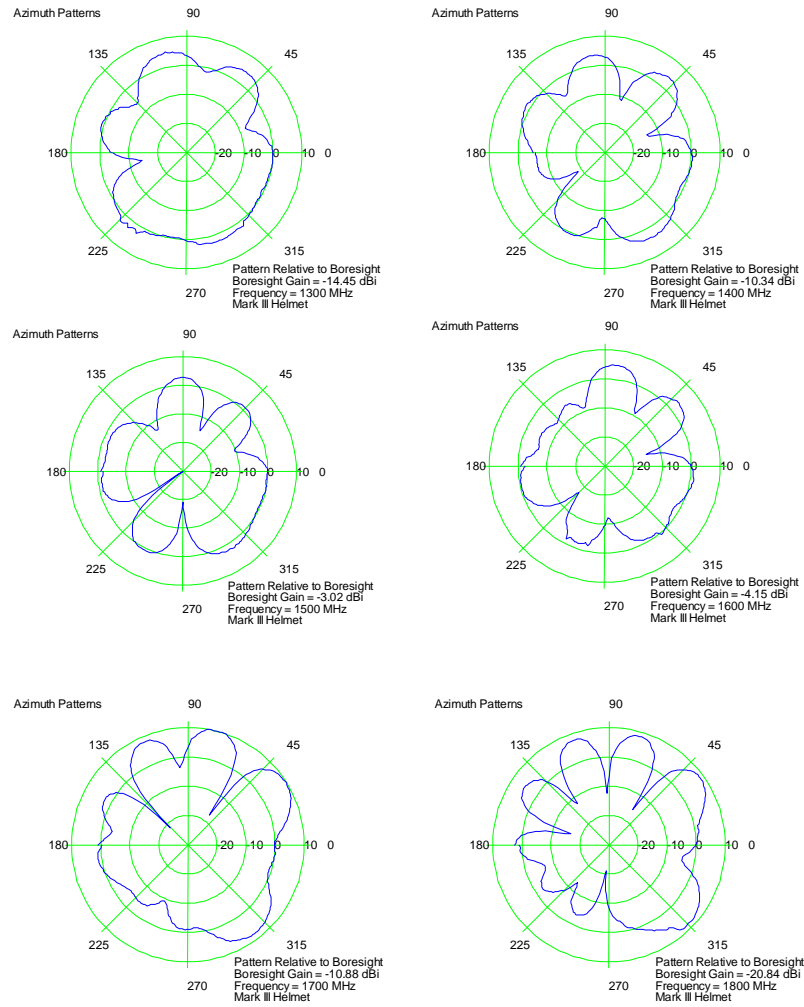 Azimuth Patterns
90
135
45
180
-20 -10 0 10 0
225
315
270
Pattern Relative to Boresight
Boresight Gain = -14.45 dBi
Frequency = 1300 MHz
Mark III Helmet
Azimuth Patterns
90
135
45
180
-20 -10 0 10 0
225
315
270
Pattern Relative to Boresight
Boresight Gain = -10.34 dBi
Frequency = 1400 MHz
Mark III Helmet
Azimuth Patterns
90
135
45
180
-20 -10 0 10 0
225
315
270
Pattern Relative to Boresight
Boresight Gain = -3.02 dBi
Frequency = 1500 MHz
Mark III Helmet
Azimuth Patterns
90
135
45
180
-20 -10 0 10 0
225
315
270
Pattern Relative to Boresight
Boresight Gain = -4.15 dBi
Frequency = 1600 MHz
Mark III Helmet
Azimuth Patterns
90
135
45
180
-20 -10 0 10 0
225
315
270
Pattern Relative to Boresight
Boresight Gain = -10.88 dBi
Frequency = 1700 MHz
Mark III Helmet
Azimuth Patterns
90
135
45
180
-20 -10 0 10 0
225
315
270
Pattern Relative to Boresight
Boresight Gain = -20.84 dBi
Frequency = 1800 MHz
Mark III Helmet